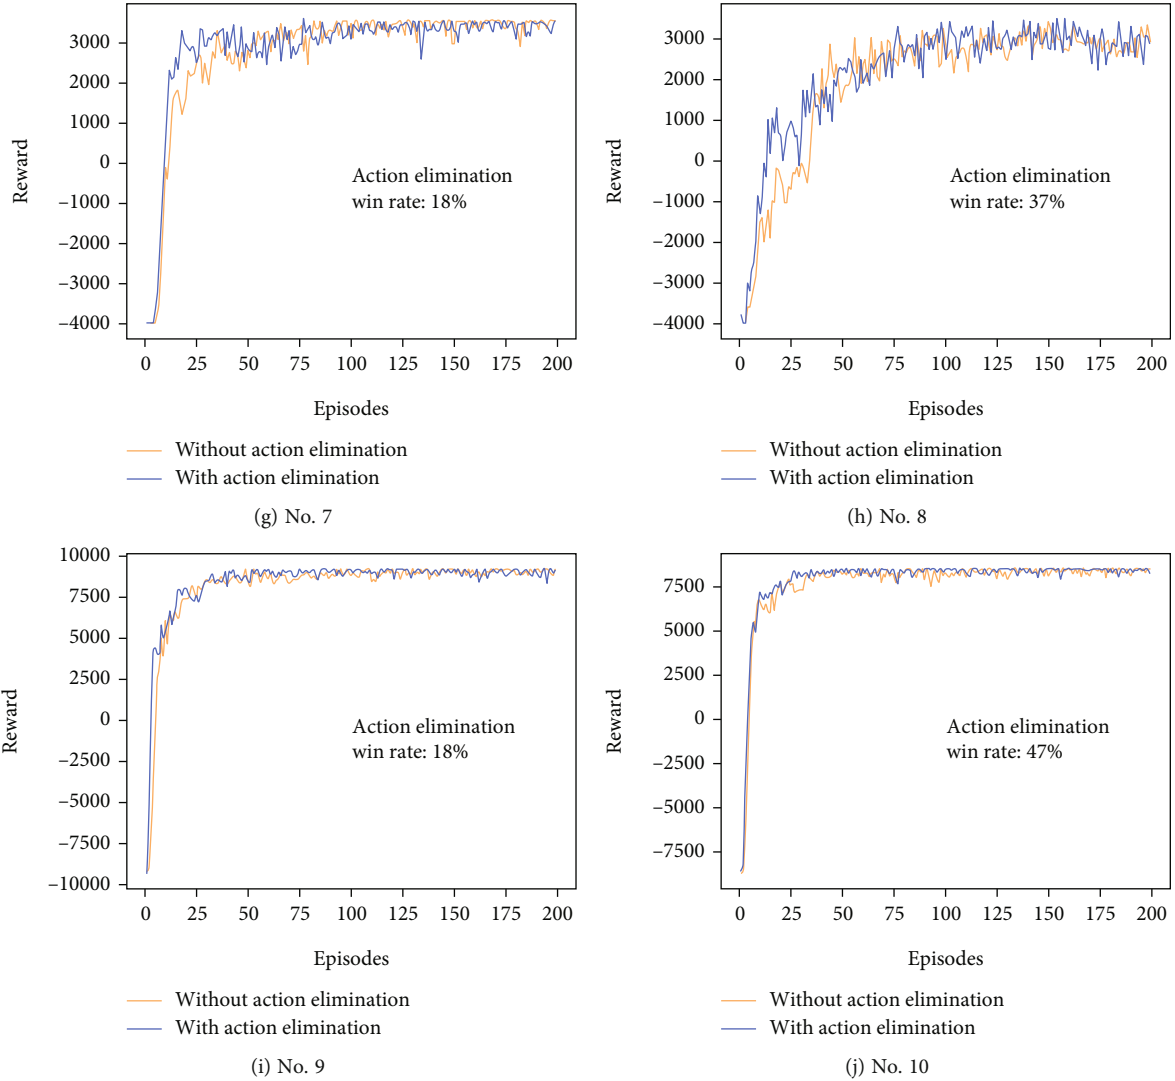 3000
2000
1000
0
−1000
−2000
−3000
−4000
Reward
Action elimination
win rate: 18%
0 25 50 75 100 125 150 175 200
Episodes
Without action elimination
With action elimination
(g) No. 7
3000
2000
1000
0
−1000
−2000
−3000
−4000
Reward
Action elimination
win rate: 37%
0 25 50 75 100 125 150 175 200
Episodes
Without action elimination
With action elimination
(h) No. 8
10000
7500
5000
2500
0
−2500
−5000
−7500
−10000
Reward
Action elimination
win rate: 18%
0 25 50 75 100 125 150 175 200
Episodes
Without action elimination
With action elimination
(i) No. 9
7500
5000
2500
0
−2500
−5000
−7500
Reward
Action elimination
win rate: 47%
0 25 50 75 100 125 150 175 200
Episodes
Without action elimination
With action elimination
(j) No. 10